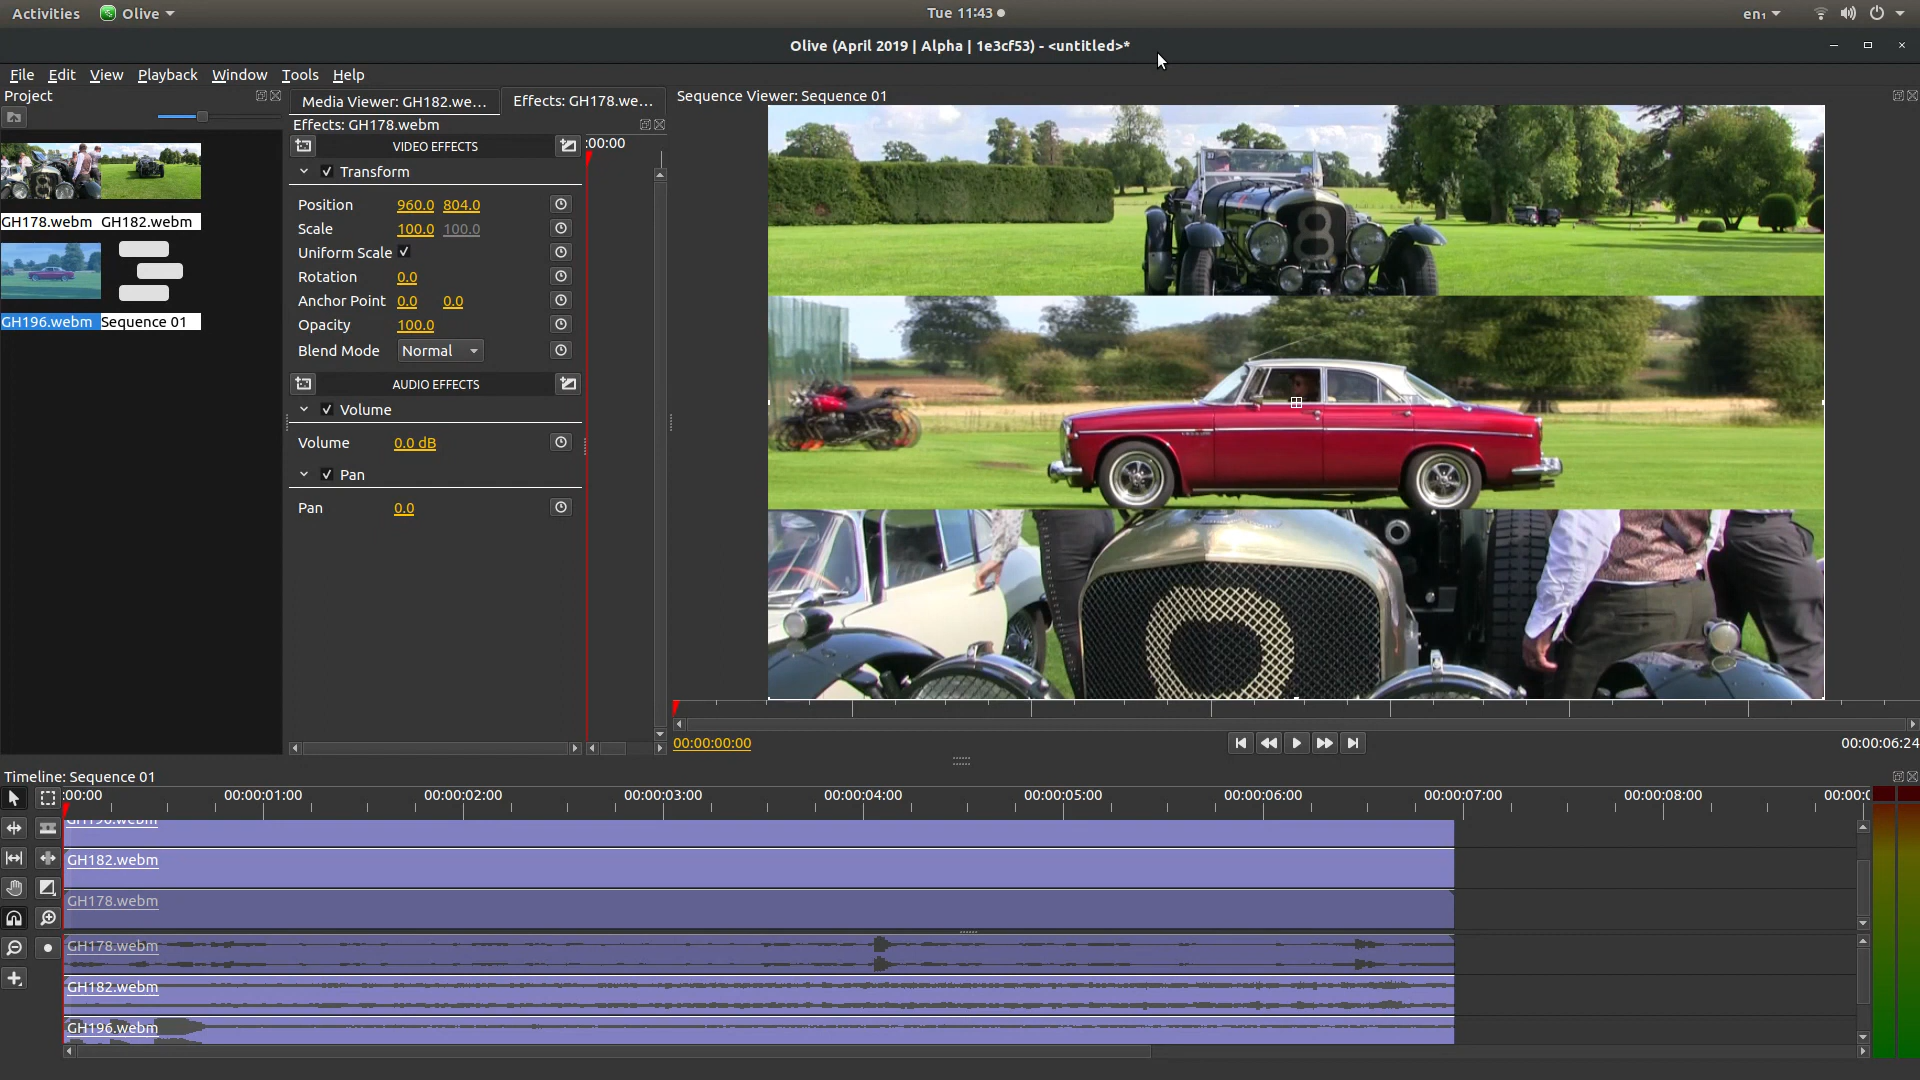 Activities Olive Tue 11:43 en₁
Olive (April 2019 | Alpha | 1e3cf53) - <untitled>*
File Edit View Playback Window Tools Help
Project
Media Viewer: GH182.we... Effects: GH178.we...
Sequence Viewer: Sequence 01
Effects: GH178.webm
VIDEO EFFECTS
:00:00
Transform
Position 960.0 804.0
Scale 100.0 100.0
Uniform Scale
Rotation 0.0
Anchor Point 0.0 0.0
Opacity 100.0
Blend Mode Normal
AUDIO EFFECTS
Volume
Volume 0.0 dB
Pan
Pan 0.0
GH178.webm GH182.webm
GH196.webm Sequence 01
8
8
00:00:00:00
00:00:06:24
Timeline: Sequence 01
:00:00 00:00:01:00 00:00:02:00 00:00:03:00 00:00:04:00 00:00:05:00 00:00:06:00 00:00:07:00 00:00:08:00 00:00:0
GH196.webm
GH182.webm
GH178.webm
GH178.webm
GH182.webm
GH196.webm